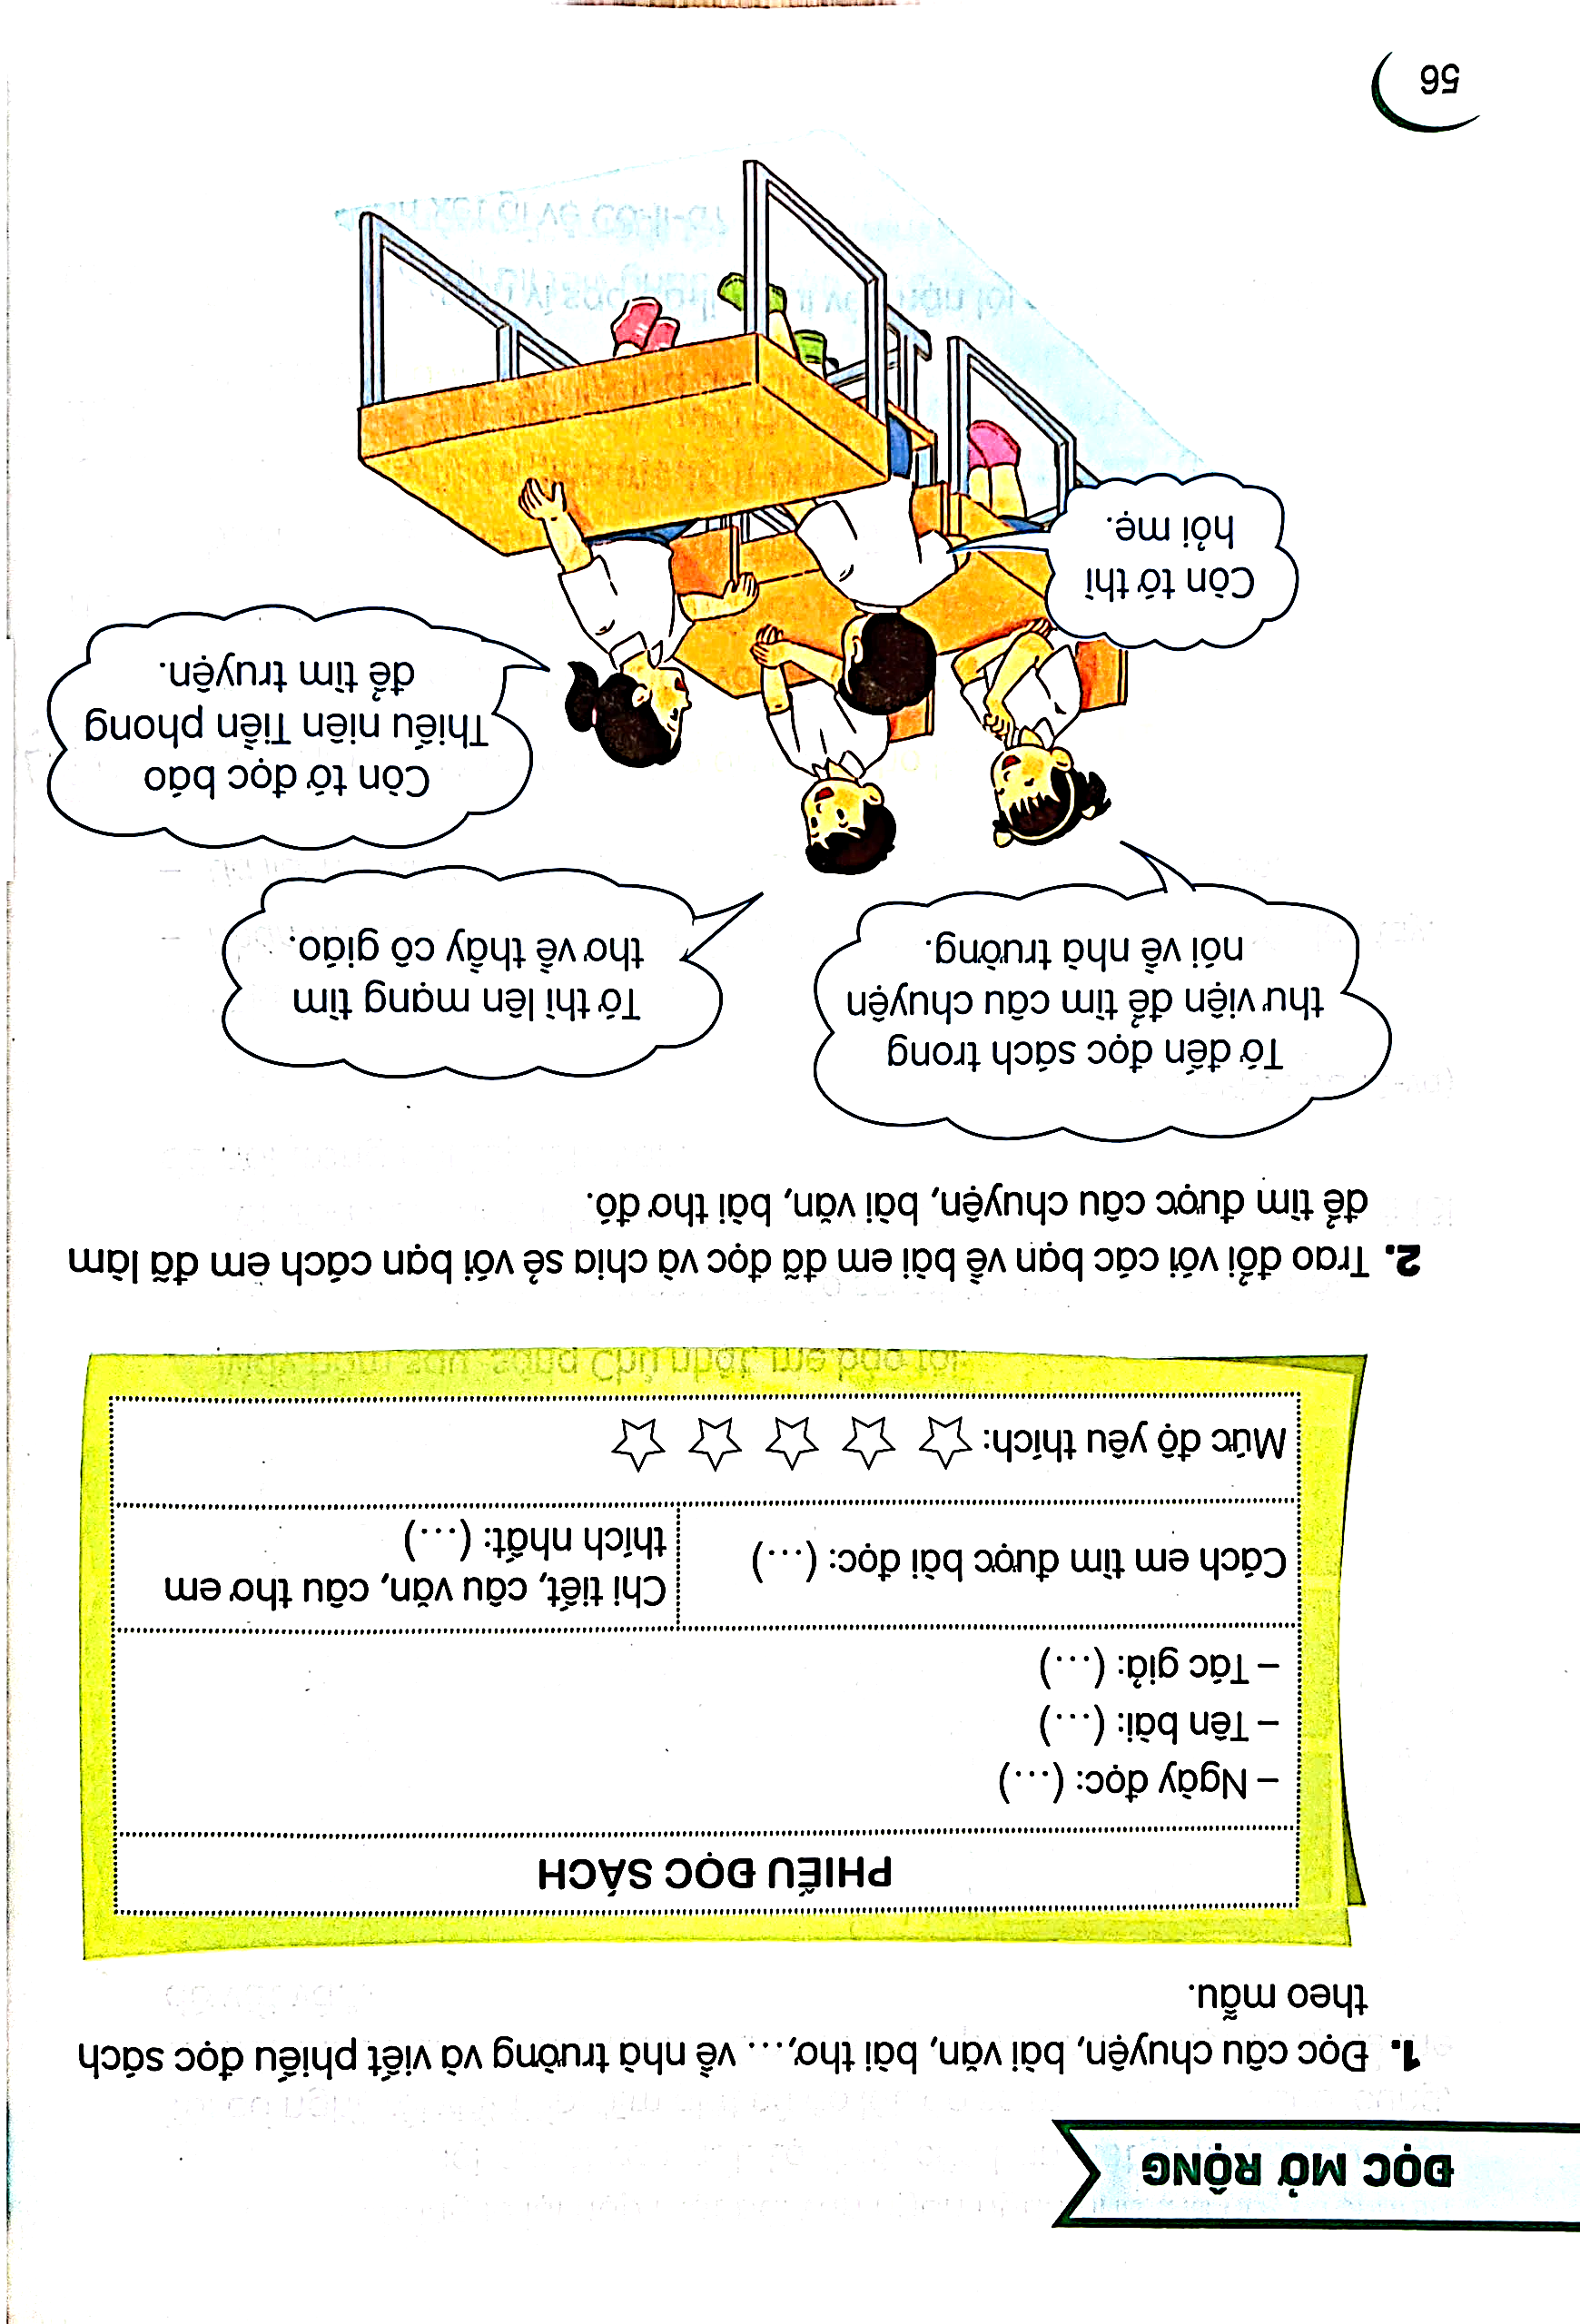 ĐỌC MỞ RỘNG
1. Đọc câu chuyện, bài văn, bài thơ,... về nhà trường và viết phiếu đọc sách
theo mẫu.
PHIẾU ĐỌC SÁCH
– Ngày đọc: (...)
– Tên bài: (...)
– Tác giả: (...)
Cách em tìm được bài đọc: (...)
Chi tiết, câu văn, câu thơ em
thích nhất: (...)
Mức độ yêu thích:
2. Trao đổi với các bạn về bài em đã đọc và chia sẻ với bạn cách em đã làm
để tìm được câu chuyện, bài văn, bài thơ đó.
Tớ đến đọc sách trong
thư viện để tìm câu chuyện
nói về nhà trường.
Tớ thì lên mạng tìm
thơ về thầy cô giáo.
Còn tớ đọc báo
Thiếu niên Tiền phong
để tìm truyện.
Còn tớ thì
hỏi mẹ.
56